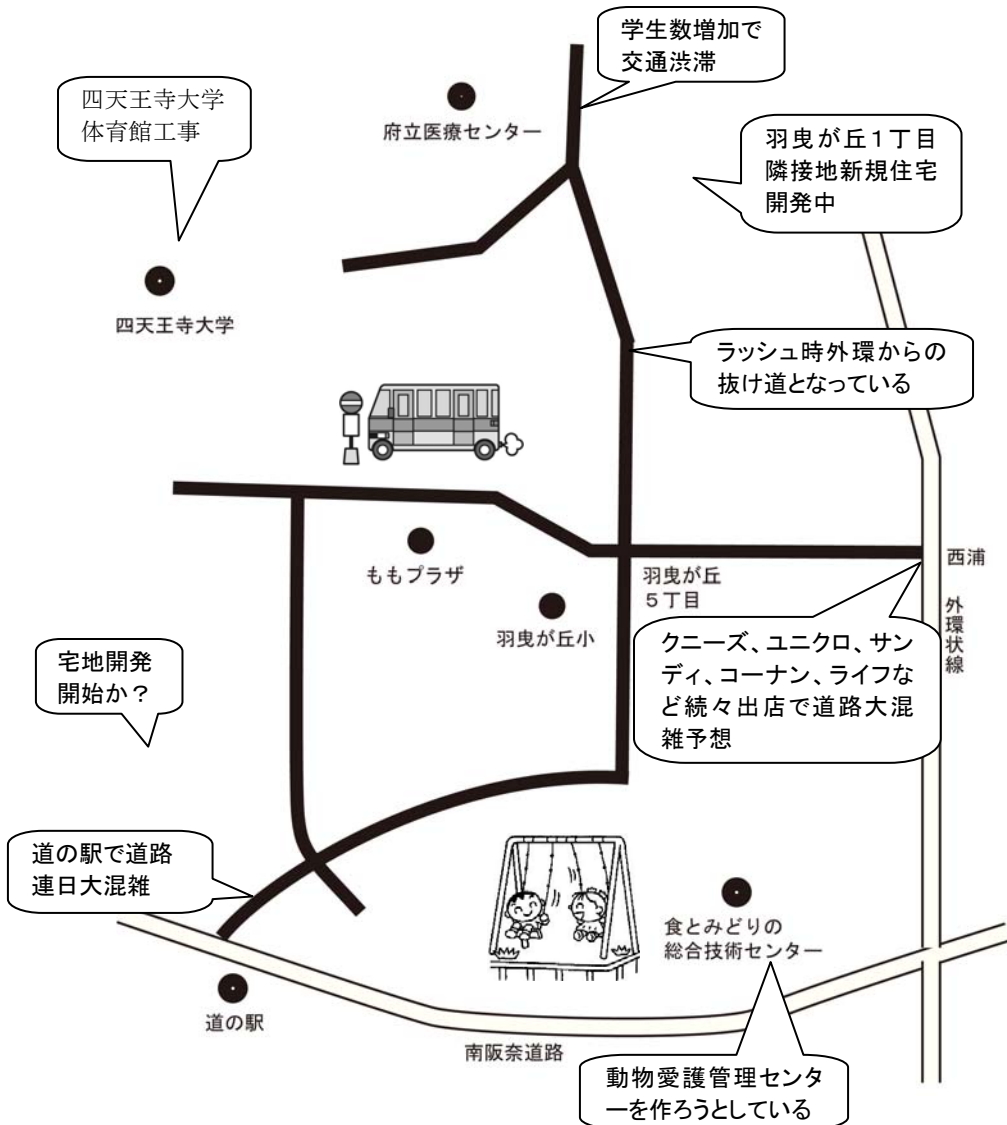 学生数増加で
交通渋滞
四天王寺大学
体育館工事
府立医療センター
羽曳が丘１丁目
隣接地新規住宅
開発中
四天王寺大学
ラッシュ時外環からの
抜け道となっている
ももプラザ
羽曳が丘小
羽曳が丘
５丁目
西浦
外環状線
クニーズ、ユニクロ、サン
ディ、コーナン、ライフな
ど続々出店で道路大混
雑予想
宅地開発
開始か？
道の駅で道路
連日大混雑
食とみどりの
総合技術センター
道の駅
南阪奈道路
動物愛護管理センタ
ーを作ろうとしている